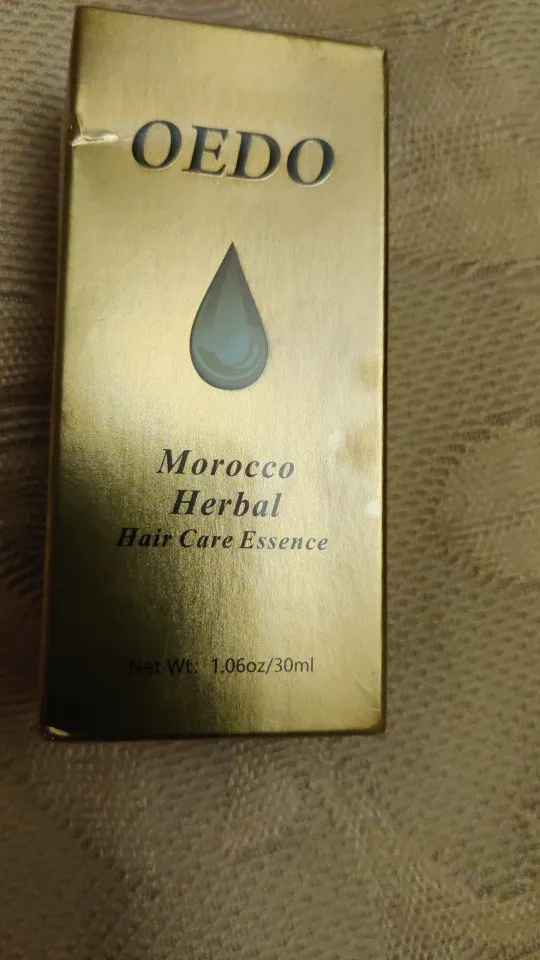 OEDO
Morocco
Herbal
Hair Care Essence
Net Wt: 1.06oz/30ml